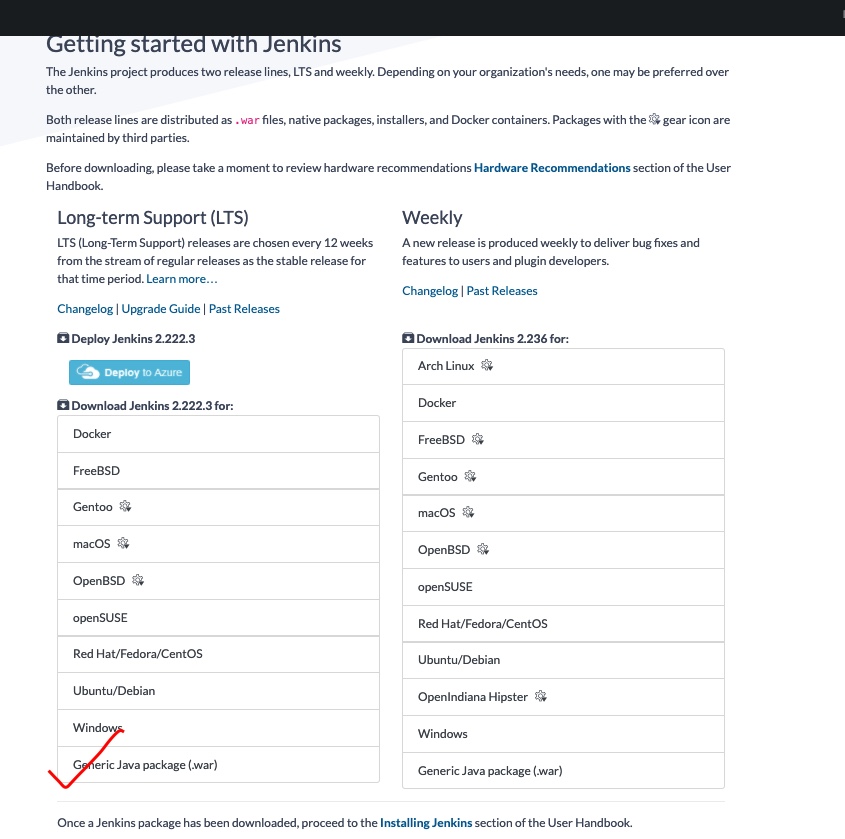 Getting started with Jenkins
The Jenkins project produces two release lines, LTS and weekly. Depending on your organization's needs, one may be preferred over
the other.
Both release lines are distributed as .war files, native packages, installers, and Docker containers. Packages with the gear icon are
maintained by third parties.
Before downloading, please take a moment to review hardware recommendations Hardware Recommendations section of the User
Handbook.
Long-term Support (LTS)
LTS (Long-Term Support) releases are chosen every 12 weeks
from the stream of regular releases as the stable release for
that time period. Learn more…
Changelog | Upgrade Guide | Past Releases
Deploy Jenkins 2.222.3
Deploy to Azure
Download Jenkins 2.222.3 for:
Docker
FreeBSD
Gentoo
macOS
OpenBSD
openSUSE
Red Hat/Fedora/CentOS
Ubuntu/Debian
Windows
Generic Java package (.war)
Weekly
A new release is produced weekly to deliver bug fixes and
features to users and plugin developers.
Changelog | Past Releases
Download Jenkins 2.236 for:
Arch Linux
Docker
FreeBSD
Gentoo
macOS
OpenBSD
openSUSE
Red Hat/Fedora/CentOS
Ubuntu/Debian
OpenIndiana Hipster
Windows
Generic Java package (.war)
Once a Jenkins package has been downloaded, proceed to the Installing Jenkins section of the User Handbook.